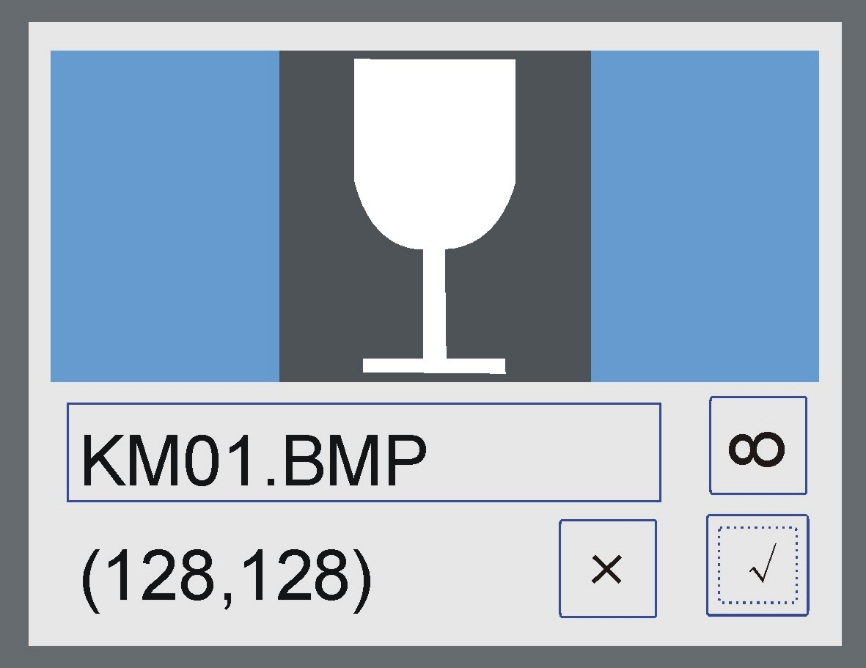 KM01.BMP
∞
(128,128)
×
√